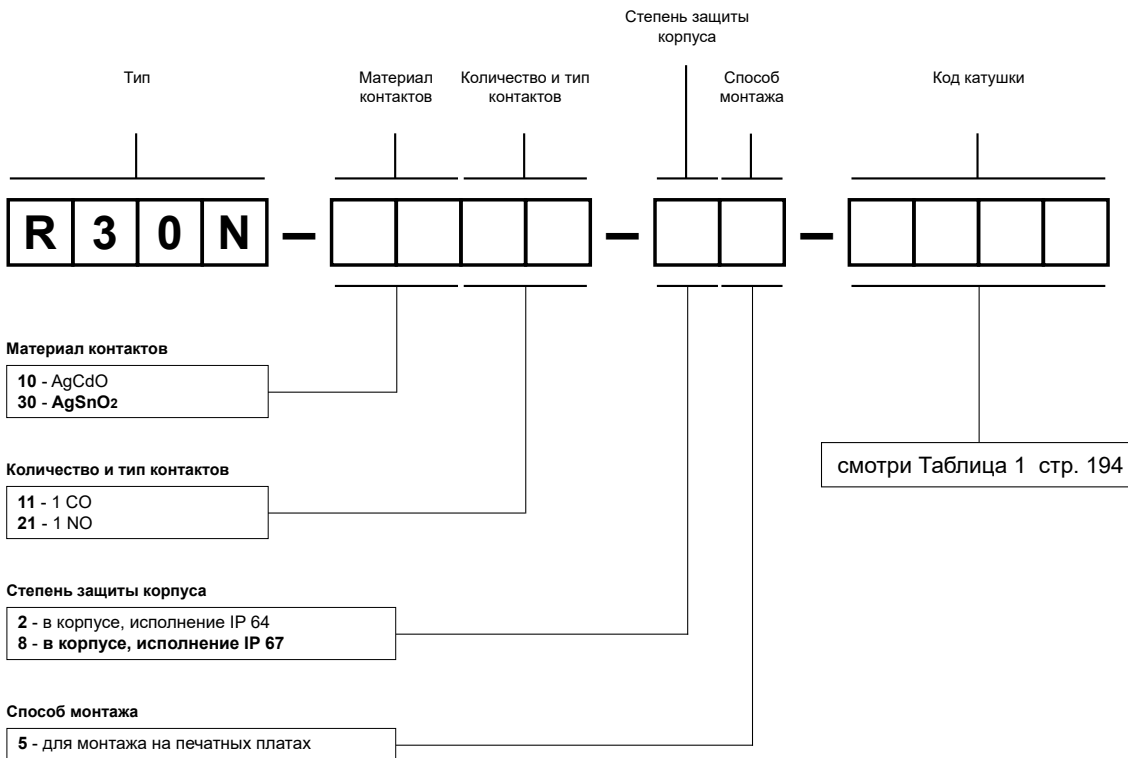 Степень защиты
корпуса
Тип
Материал
контактов
Количество и тип
контактов
Способ
монтажа
Код катушки
R 3 0 N – – –
Материал контактов
10 - AgCdO
30 - AgSnO2
Количество и тип контактов
11 - 1 CO
21 - 1 NO
смотри Таблица 1 стр. 194
Степень защиты корпуса
2 - в корпусе, исполнение IP 64
8 - в корпусе, исполнение IP 67
Способ монтажа
5 - для монтажа на печатных платах